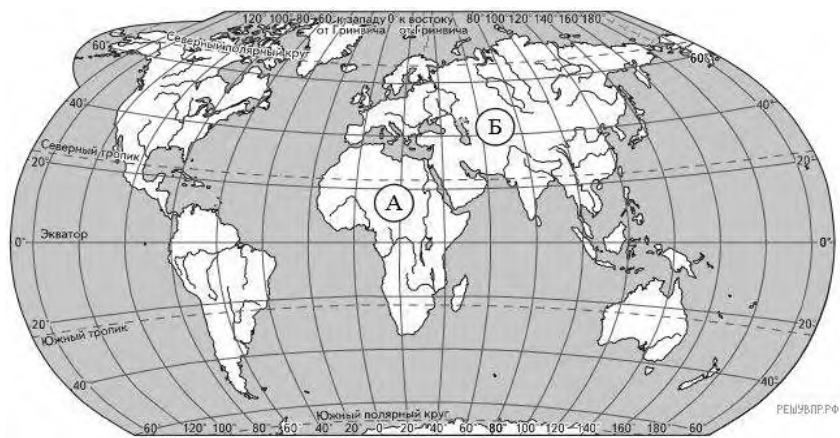 120 100 80 60 к западу 0 к востоку 100 120 140 160 180
от Гринвича от Гринвича
Северный полярный круг
60° 60°
40° 40°
Б
Северный тропик
20° 20°
А
Экватор
0° 0°
20° 20°
Южный тропик
40 40°
РЕШУВПР.РФ
Южный полярный круг
60 120 100 80 60 40 20 0 20 40 60 80 100 120 140 160 180 60